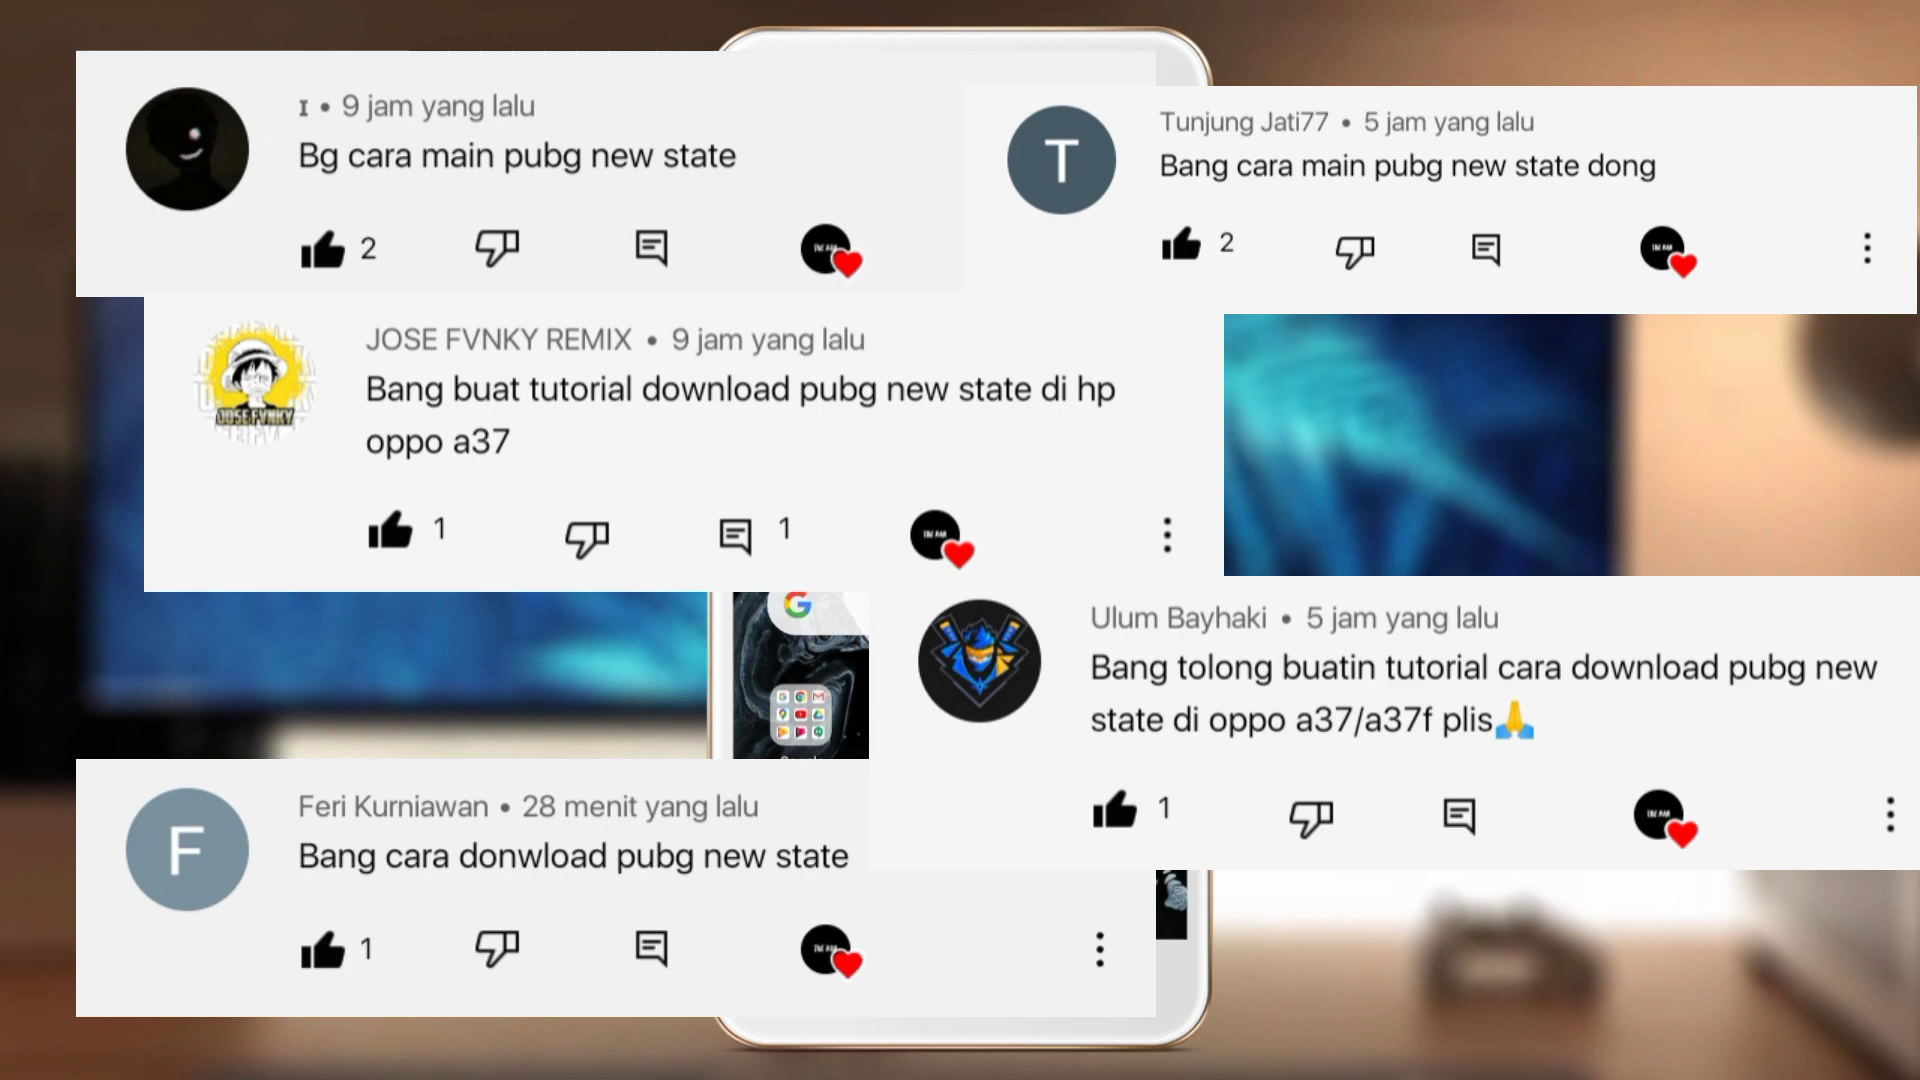 ɪ • 9 jam yang lalu
Bg cara main pubg new state
2
Tunjung Jati77 • 5 jam yang lalu
Bang cara main pubg new state dong
2
T
JOSE FVNKY REMIX • 9 jam yang lalu
Bang buat tutorial download pubg new state di hp
oppo a37
1 1
JOSE FVNKY
Ulum Bayhaki • 5 jam yang lalu
Bang tolong buatin tutorial cara download pubg new
state di oppo a37/a37f plis🙏
1
F
Feri Kurniawan • 28 menit yang lalu
Bang cara donwload pubg new state
1